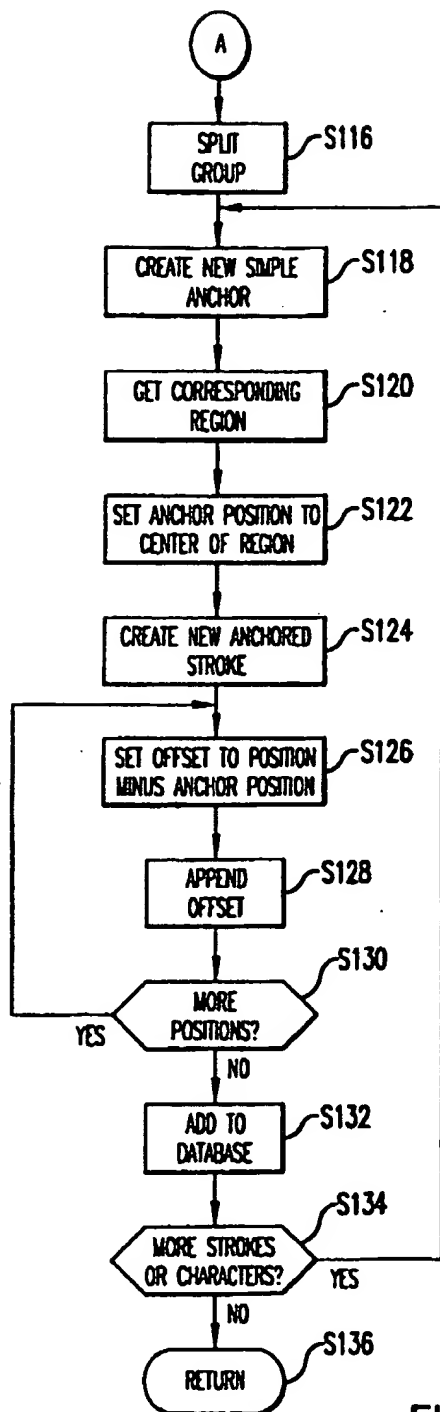 A
SPLIT
GROUP
S116
CREATE NEW SIMPLE
ANCHOR
S118
GET CORRESPONDING
REGION
S120
SET ANCHOR POSITION TO
CENTER OF REGION
S122
CREATE NEW ANCHORED
STROKE
S124
SET OFFSET TO POSITION
MINUS ANCHOR POSITION
S126
APPEND
OFFSET
S128
MORE
POSITIONS?
S130
YES
NO
ADD TO
DATABASE
S132
MORE STROKES
OR CHARACTERS?
S134
YES
NO
RETURN
S136